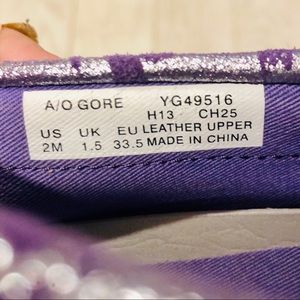 A/O GORE YG49516
H13 CH25
US UK EU LEATHER UPPER
2M 1.5 33.5 MADE IN CHINA